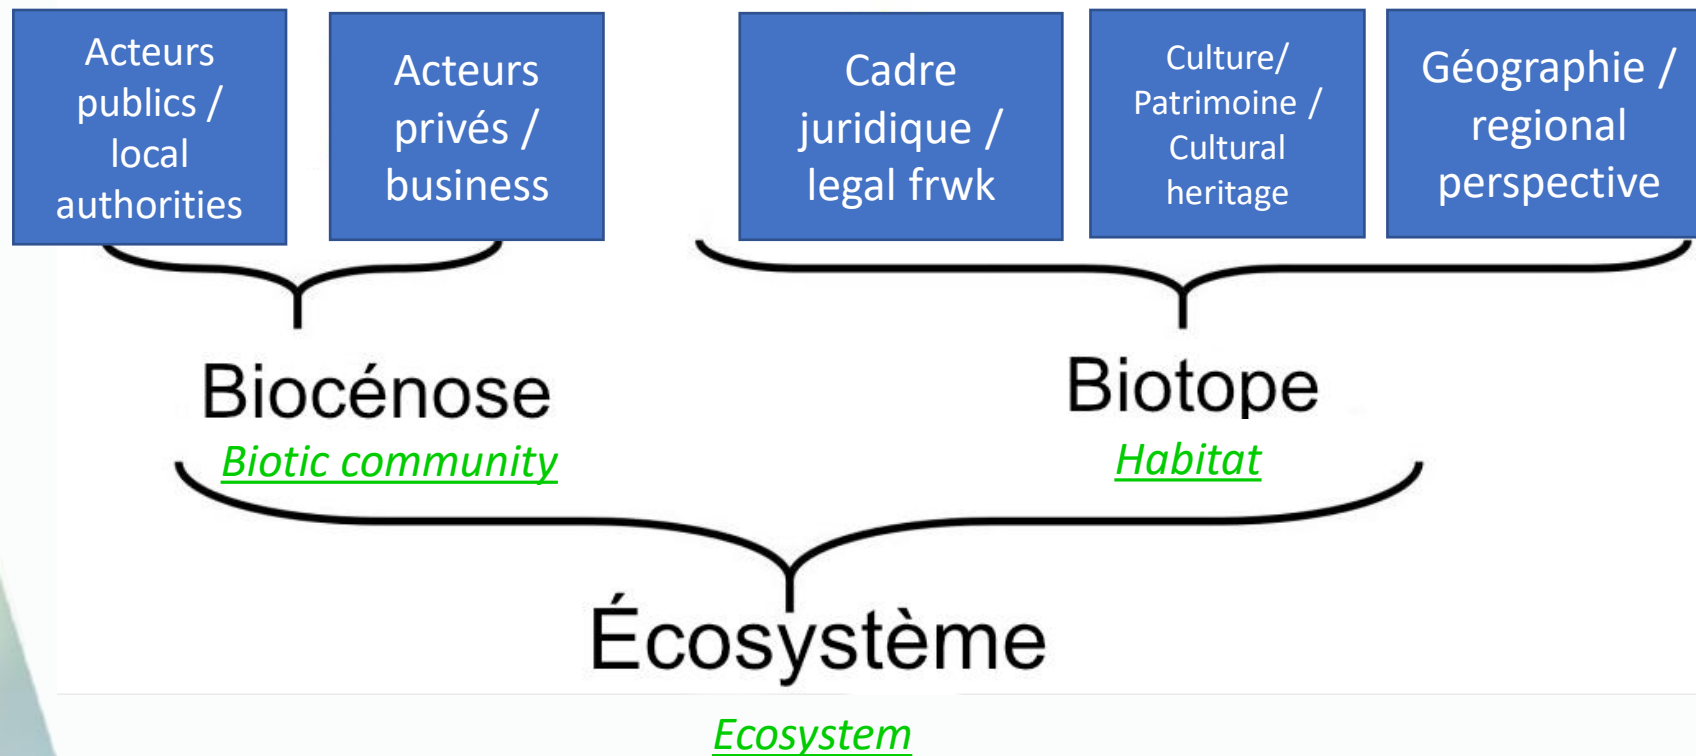 Acteurs
publics /
local
authorities
Acteurs
privés /
business
Cadre
juridique /
legal frwk
Culture/
Patrimoine /
Cultural
heritage
Géographie /
regional
perspective
Biocénose
Biotic community
Biotope
Habitat
Écosystème
Ecosystem